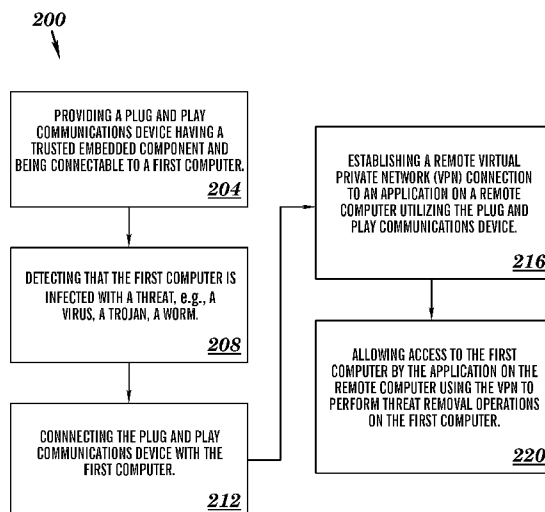 200
PROVIDING A PLUG AND PLAY
COMMUNICATIONS DEVICE HAVING A
TRUSTED EMBEDDED COMPONENT AND
BEING CONNECTABLE TO A FIRST COMPUTER.
204
DETECTING THAT THE FIRST COMPUTER IS
INFECTED WITH A THREAT, e.g., A
VIRUS, A TROJAN, A WORM.
208
CONNNECTING THE PLUG AND PLAY
COMMUNICATIONS DEVICE WITH THE
FIRST COMPUTER.
212
ESTABLISHING A REMOTE VIRTUAL
PRIVATE NETWORK (VPN) CONNECTION
TO AN APPLICATION ON A REMOTE
COMPUTER UTILIZING THE PLUG AND
PLAY COMMUNICATIONS DEVICE.
216
ALLOWING ACCESS TO THE FIRST
COMPUTER BY THE APPLICATION ON THE
REMOTE COMPUTER USING THE VPN TO
PERFORM THREAT REMOVAL OPERATIONS
ON THE FIRST COMPUTER.
220